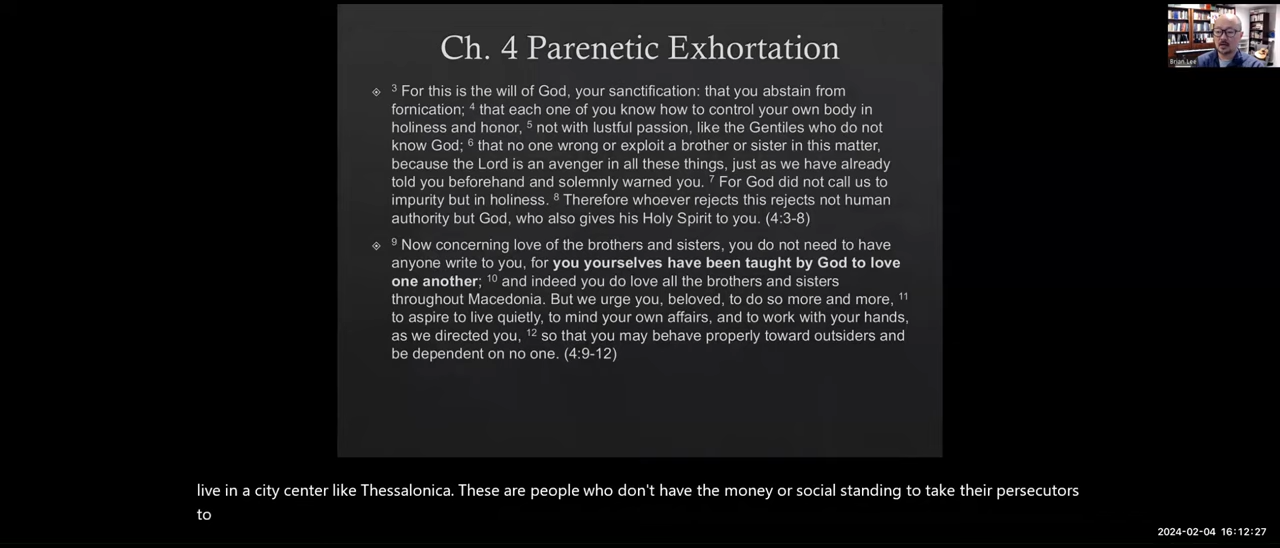 Ch. 4 Parenetic Exhortation
Brian Lee
3 For this is the will of God, your sanctification: that you abstain from
fornication; 4 that each one of you know how to control your own body in
holiness and honor, 5 not with lustful passion, like the Gentiles who do not
know God; 6 that no one wrong or exploit a brother or sister in this matter,
because the Lord is an avenger in all these things, just as we have already
told you beforehand and solemnly warned you. 7 For God did not call us to
impurity but in holiness. 8 Therefore whoever rejects this rejects not human
authority but God, who also gives his Holy Spirit to you. (4:3-8)
9 Now concerning love of the brothers and sisters, you do not need to have
anyone write to you, for you yourselves have been taught by God to love
one another; 10 and indeed you do love all the brothers and sisters
throughout Macedonia. But we urge you, beloved, to do so more and more, 11
to aspire to live quietly, to mind your own affairs, and to work with your hands,
as we directed you, 12 so that you may behave properly toward outsiders and
be dependent on no one. (4:9-12)
live in a city center like Thessalonica. These are people who don't have the money or social standing to take their persecutors
to
2024-02-04 16:12:27